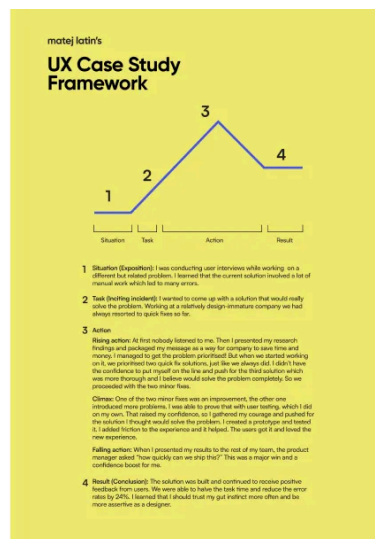 matej latin's
UX Case Study
Framework
3
4
2
1
Situation Task Action Result
1 Situation (Exposition): I was conducting user interviews while working on a
different but related problem. I learned that the current solution involved a lot of
manual work which led to many errors.
2 Task (Inciting incident): I wanted to come up with a solution that would really
solve the problem. Working at a relatively design-immature company we had
always resorted to quick fixes so far.
3 Action
Rising action: At first nobody listened to me. Then I presented my research
findings and packaged my message as a way for company to save time and
money. I managed to get the problem prioritised! But when we started working
on it, we prioritised two quick fix solutions, just like we always did. I didn't have
the confidence to put myself on the line and push for the third solution which
was more thorough and I believe would solve the problem completely. So we
proceeded with the two minor fixes.
Climax: One of the two minor fixes was an improvement, the other one
introduced more problems. I was able to prove that with user testing, which I did
on my own. That raised my confidence, so I gathered my courage and pushed for
the solution I thought would solve the problem. I created a prototype and tested
it. I added friction to the experience and it helped. The users got it and loved the
new experience.
Falling action: When I presented my results to the rest of my team, the product
manager asked "how quickly can we ship this?" This was a major win and a
confidence boost for me.
4 Result (Conclusion): The solution was built and continued to receive positive
feedback from users. We were able to halve the task time and reduce the error
rates by 24%. I learned that I should trust my gut instinct more often and be
more assertive as a designer.